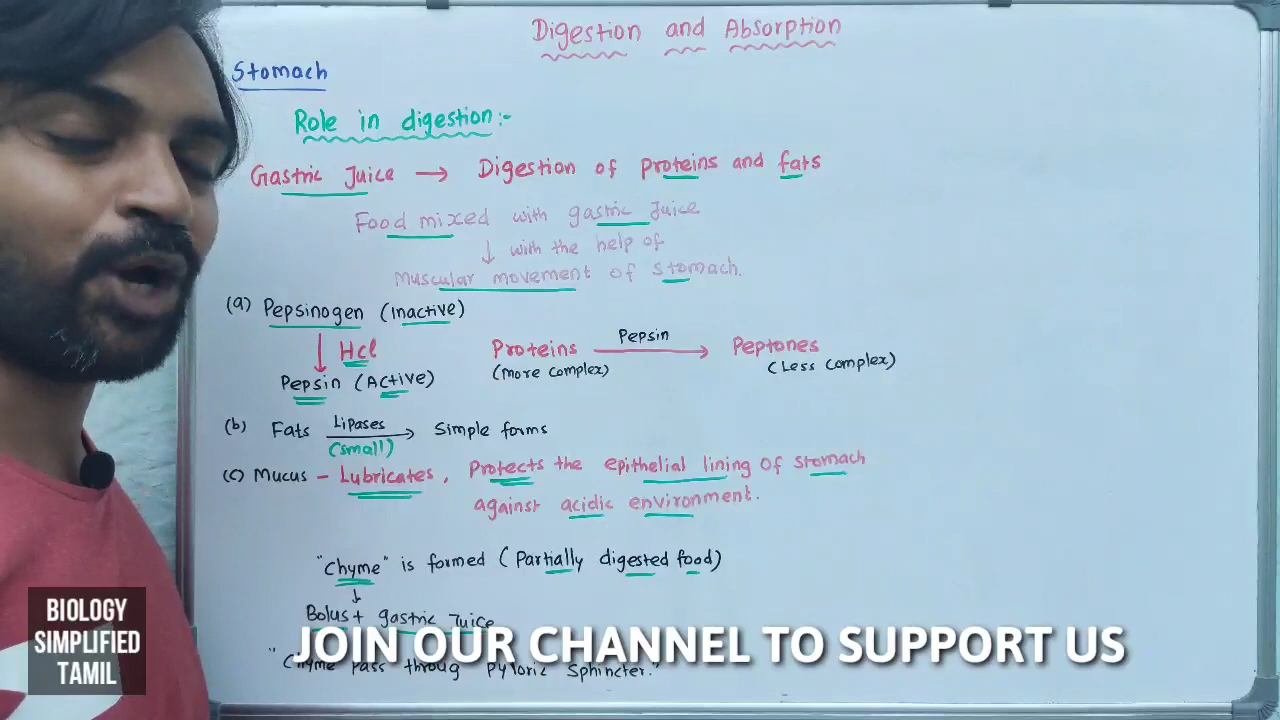 Digestion and Absorption
Stomach
Role in digestion:-
Gastric Juice → Digestion of proteins and fats
Food mixed with gastric Juice
↓ with the help of
Muscular movement of stomach.
(a) Pepsinogen (Inactive)
↓ Hcl
Pepsin (Active)
Proteins Pepsin → Peptones
(More complex) (Less complex)
(b) Fats Lipases → Simple forms
(small)
(c) Mucus - Lubricates, Protects the epithelial lining of stomach
against acidic environment.
"Chyme" is formed (Partially digested food)
↓
Bolus + gastric Juice
"Chyme pass throug pyloric sphincter."
JOIN OUR CHANNEL TO SUPPORT US
BIOLOGY
SIMPLIFIED
TAMIL